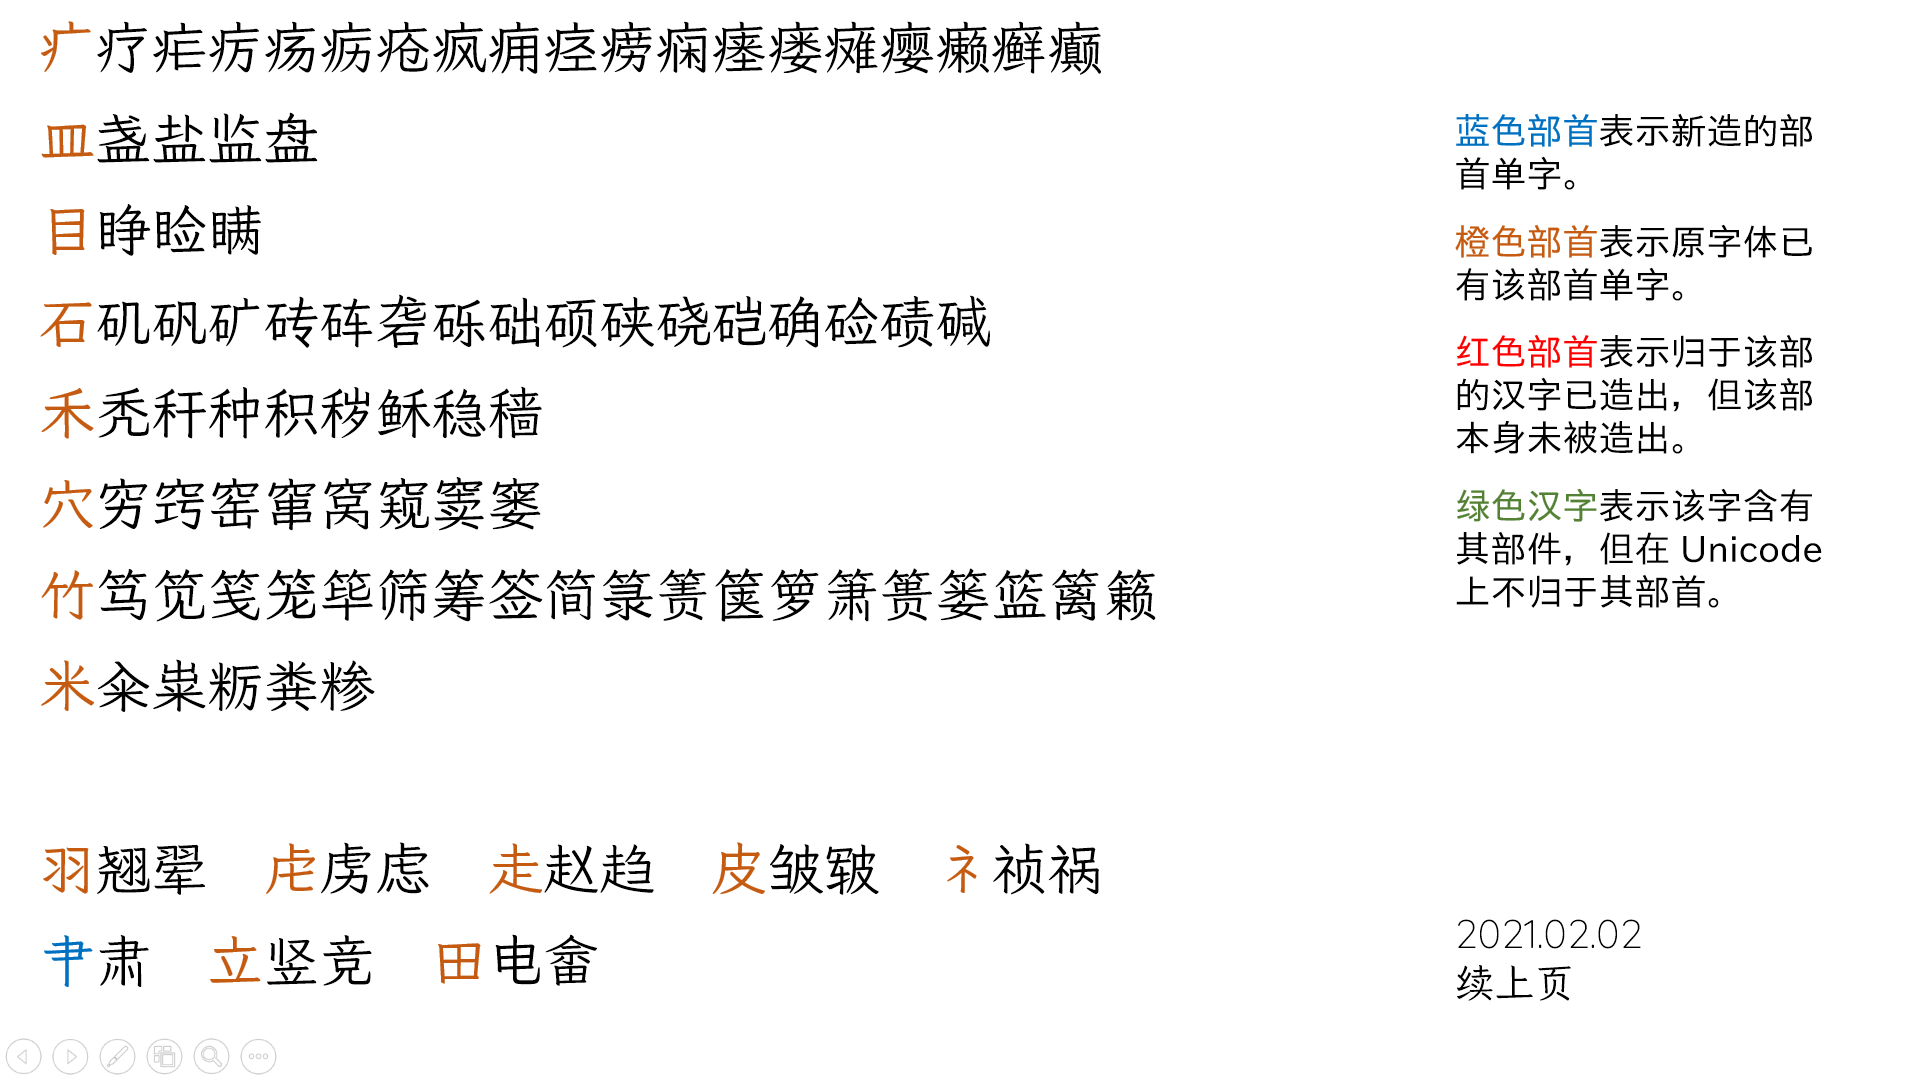 疒疗疟疠疡疬疮疯痈痉痨痫瘗瘘瘫瘿癞癣癫
皿盏盐监盘
目睁睑瞒
石矶矾矿砖砗砻砾础硕硖硗硙确硷碛碱
禾秃秆种积秽稣稳穑
穴穷窍窑窜窝窥窦窭
竹笃笕笺笼筚筛筹签简箓箦箧箩箫篑篓篮篱籁
米籴粜粝粪糁
羽翘翚 虍虏虑 走赵趋 皮皱皲 礻祯祸
肀肃 立竖竞 田电畲
蓝色部首表示新造的部
首单字。
橙色部首表示原字体已
有该部首单字。
红色部首表示归于该部
的汉字已造出，但该部
本身未被造出。
绿色汉字表示该字含有
其部件，但在 Unicode
上不归于其部首。
2021.02.02
续上页